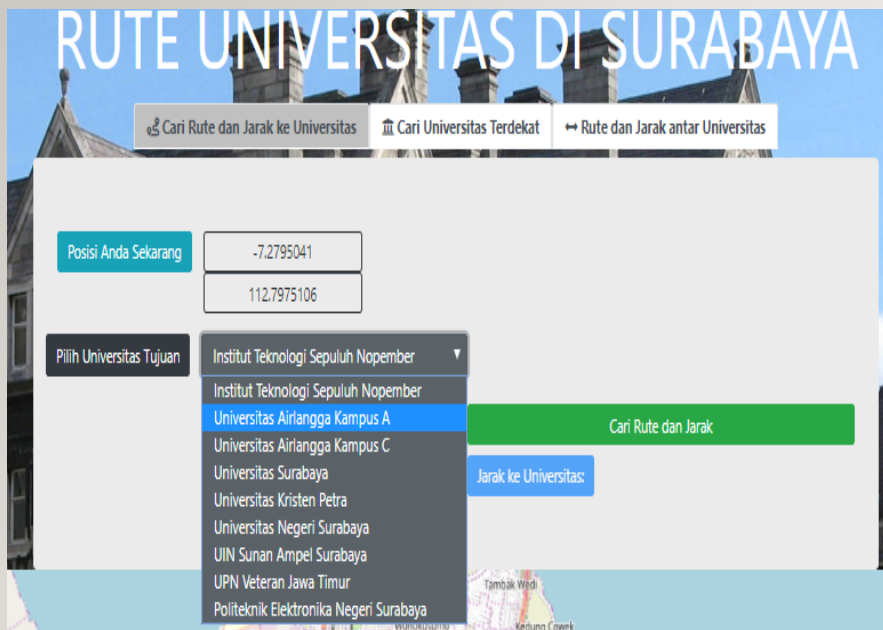 RUTE UNIVERSITAS DI SURABAYA
Cari Rute dan Jarak ke Universitas
Cari Universitas Terdekat
Rute dan Jarak antar Universitas
Posisi Anda Sekarang
-7.2795041
112.7975106
Pilih Universitas Tujuan
Institut Teknologi Sepuluh Nopember
Institut Teknologi Sepuluh Nopember
Universitas Airlangga Kampus A
Universitas Airlangga Kampus C
Universitas Surabaya
Universitas Kristen Petra
Universitas Negeri Surabaya
UIN Sunan Ampel Surabaya
UPN Veteran Jawa Timur
Politeknik Elektronika Negeri Surabaya
Cari Rute dan Jarak
Jarak ke Universitas:
Tambak Wedi
Kedung Cowek